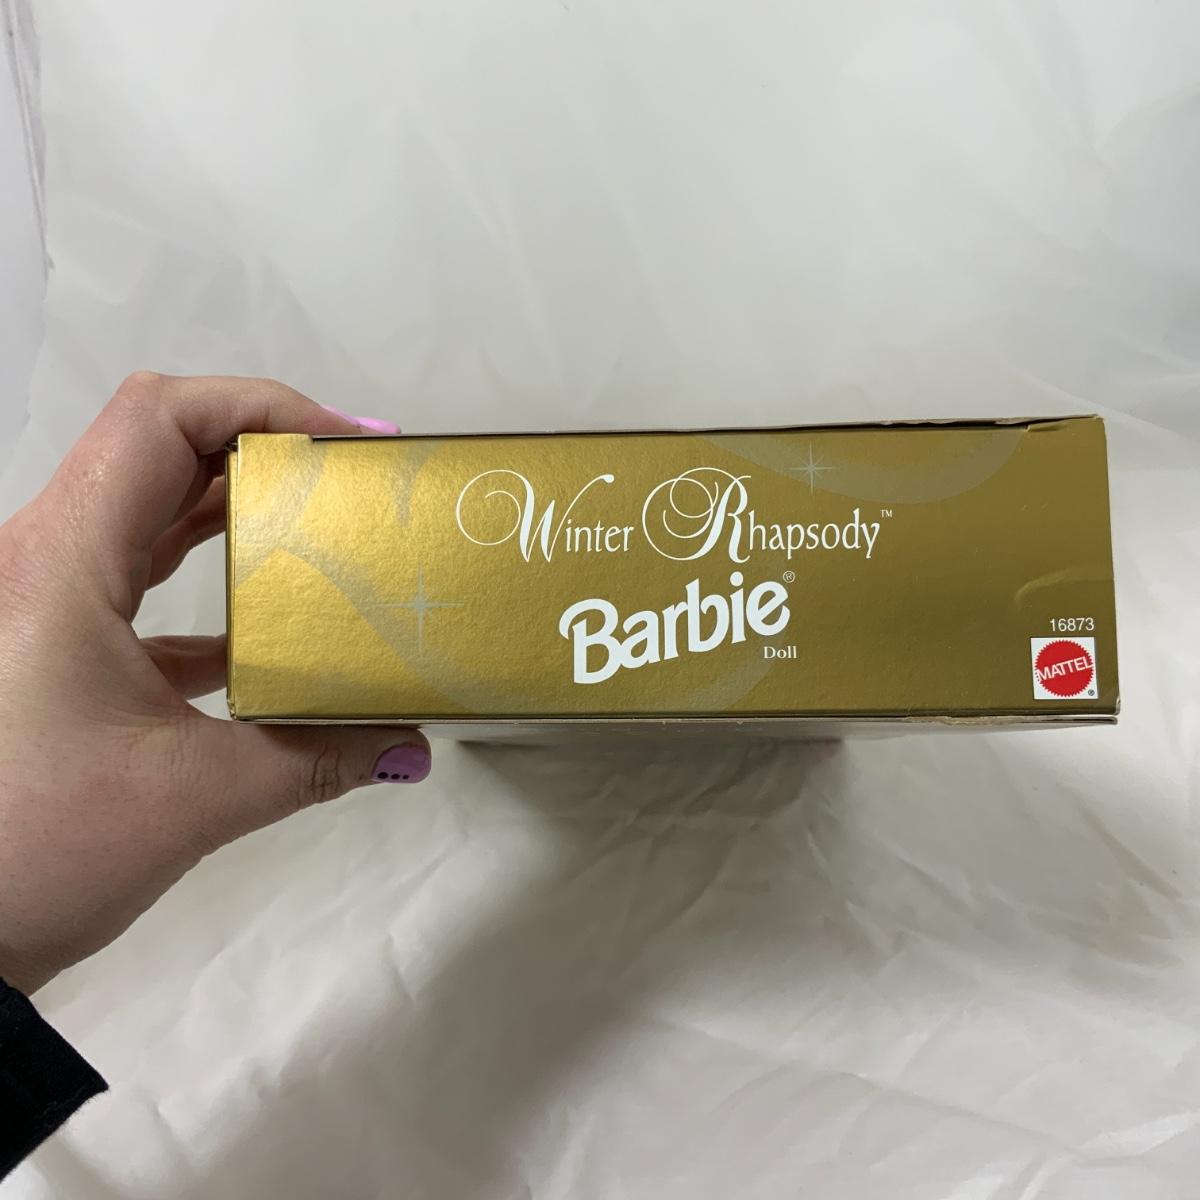 Winter Rhapsody™
Barbie®
Doll
16873
MATTEL
®